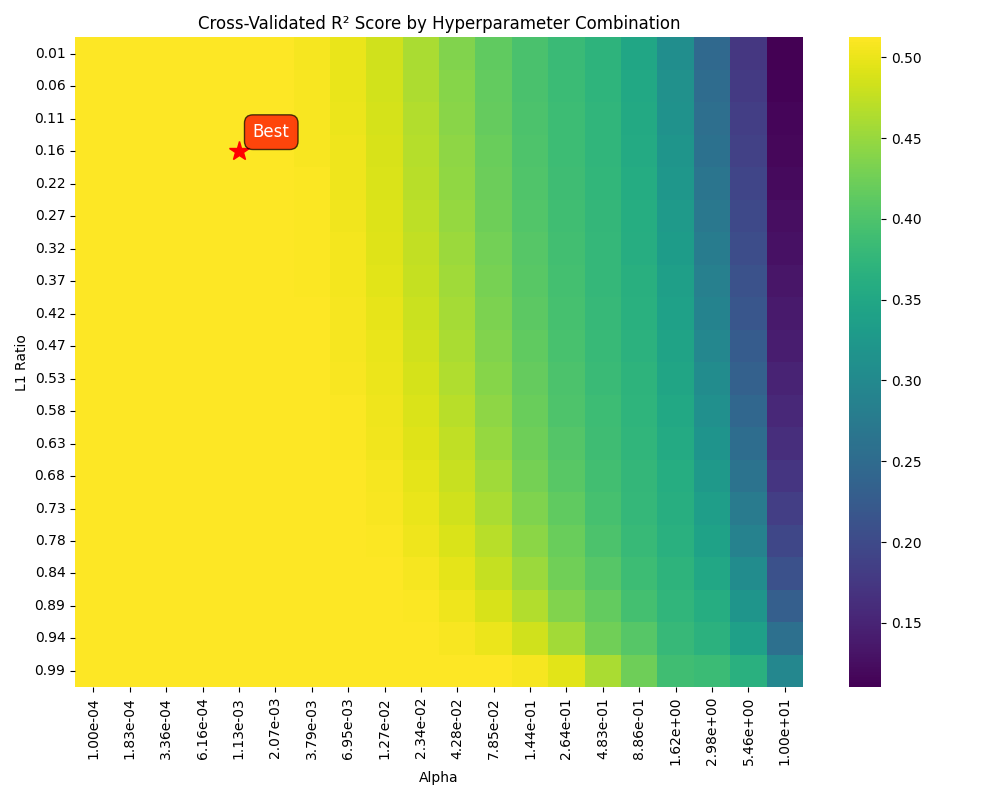 Cross-Validated R² Score by Hyperparameter Combination
L1 Ratio
0.01
0.06
0.11
0.16
0.22
0.27
0.32
0.37
0.42
0.47
0.53
0.58
0.63
0.68
0.73
0.78
0.84
0.89
0.94
0.99
Best
1.00e-04
1.83e-04
3.36e-04
6.16e-04
1.13e-03
2.07e-03
3.79e-03
6.95e-03
1.27e-02
2.34e-02
4.28e-02
7.85e-02
1.44e-01
2.64e-01
4.83e-01
8.86e-01
1.62e+00
2.98e+00
5.46e+00
1.00e+01
Alpha
0.50
0.45
0.40
0.35
0.30
0.25
0.20
0.15